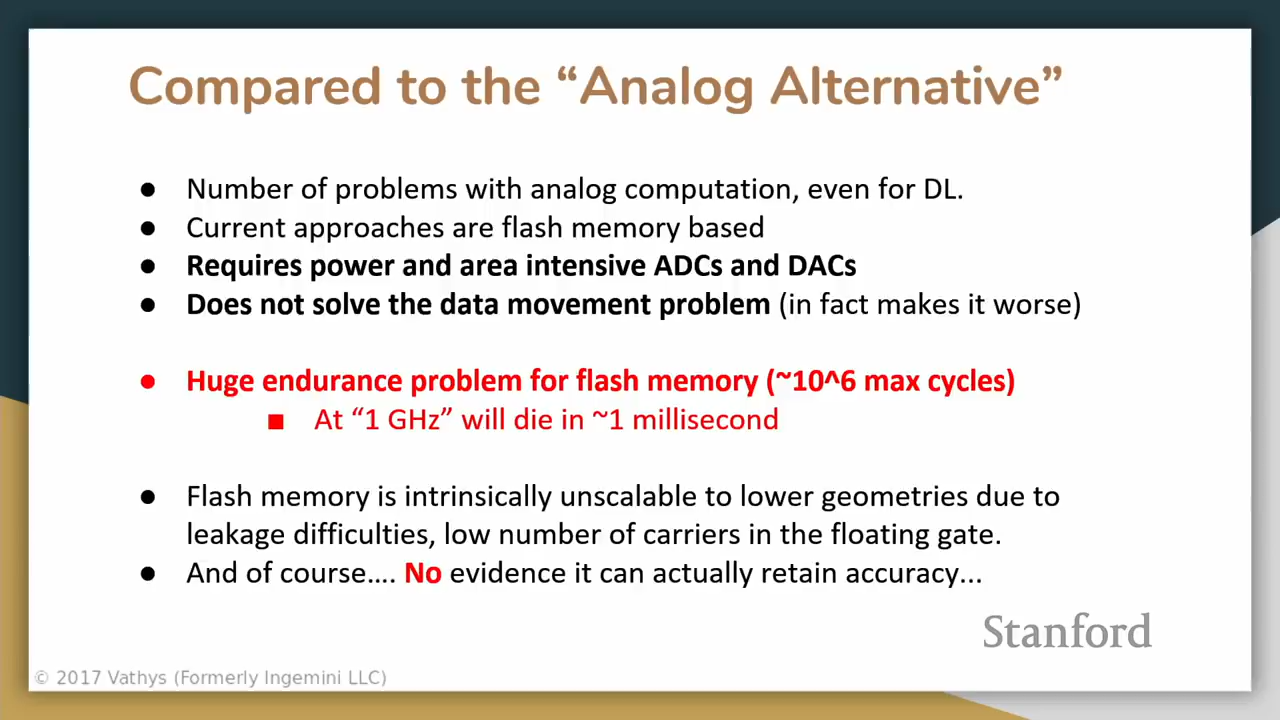 Compared to the “Analog Alternative”
● Number of problems with analog computation, even for DL.
● Current approaches are flash memory based
● Requires power and area intensive ADCs and DACs
● Does not solve the data movement problem (in fact makes it worse)
● Huge endurance problem for flash memory (~10^6 max cycles)
■ At “1 GHz” will die in ~1 millisecond
● Flash memory is intrinsically unscalable to lower geometries due to
leakage difficulties, low number of carriers in the floating gate.
● And of course.... No evidence it can actually retain accuracy...
Stanford
© 2017 Vathys (Formerly Ingemini LLC)